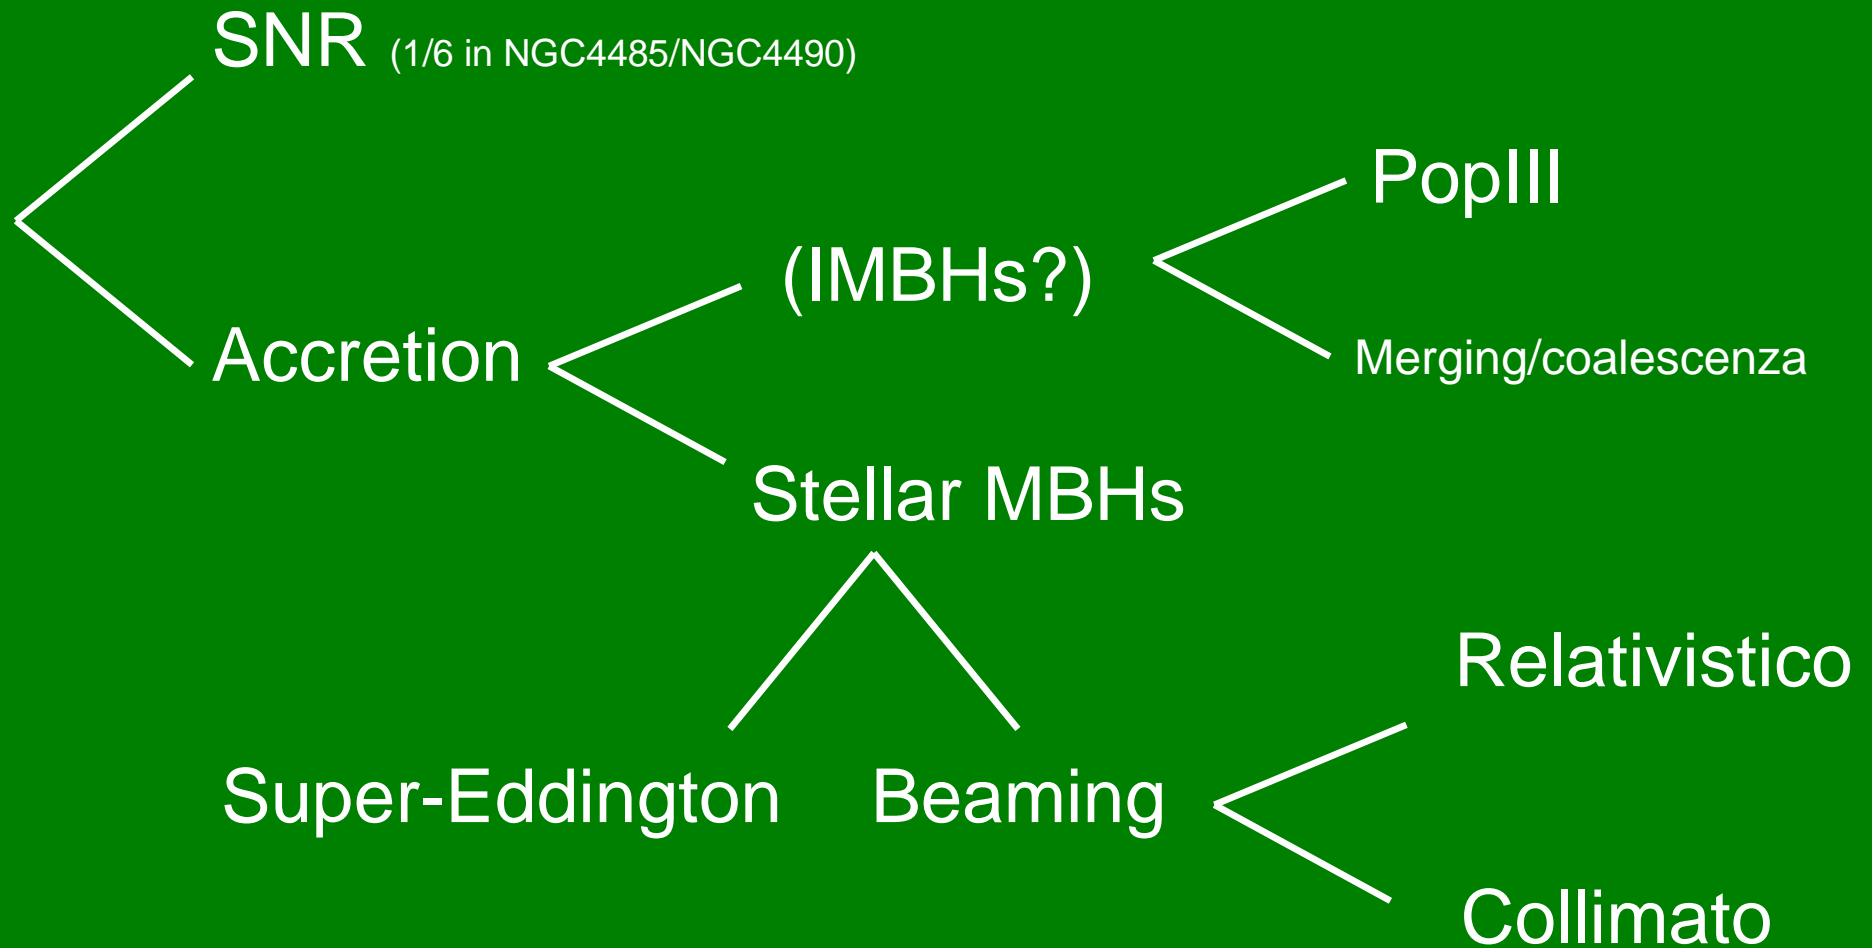 SNR (1/6 in NGC4485/NGC4490)
PopIII
(IMBHs?)
Accretion
Merging/coalescenza
Stellar MBHs
Relativistico
Super-Eddington
Beaming
Collimato